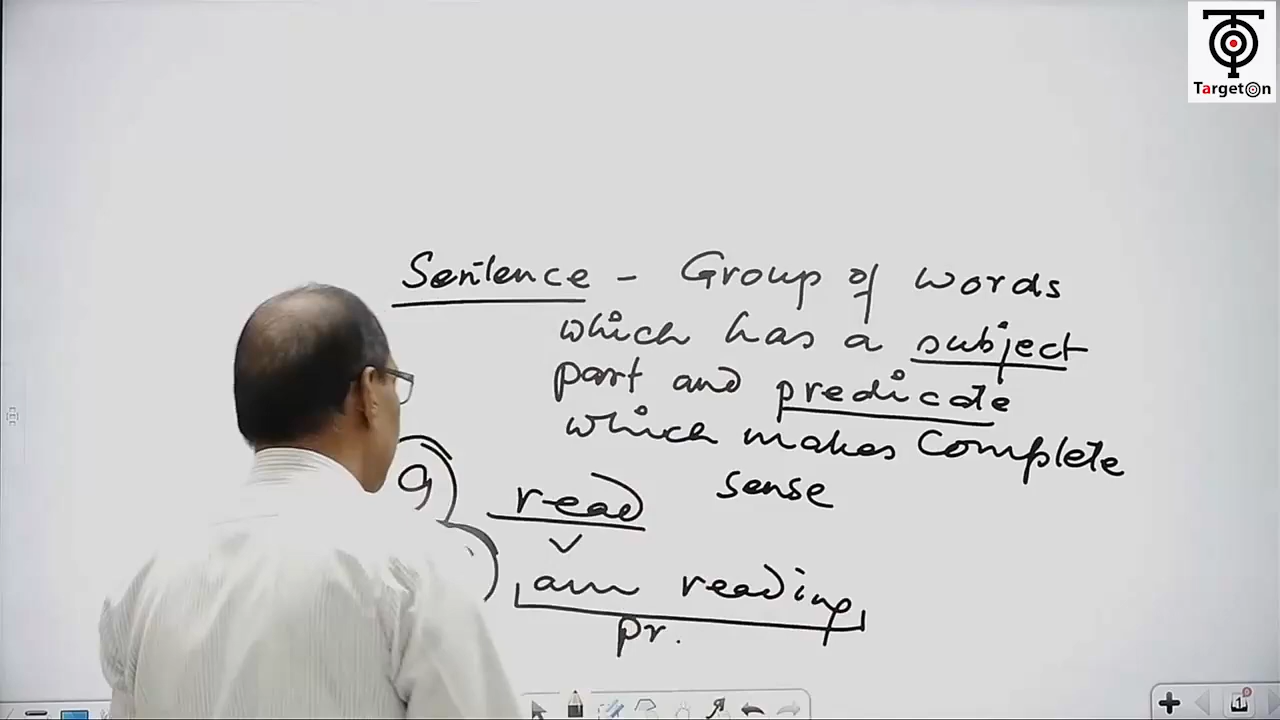 TargetOn
Sentence - Group of words
which has a subject
part and predicate
which makes Complete
sense
read
v
am reading
pr.